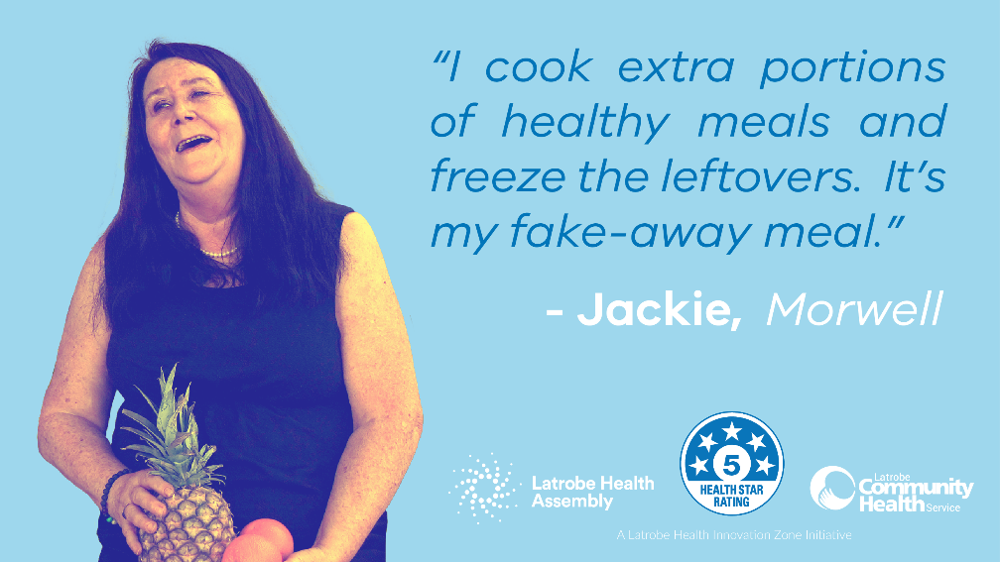 “I cook extra portions
of healthy meals and
freeze the leftovers. It’s
my fake-away meal.”
- Jackie, Morwell
Latrobe Health
Assembly
5
HEALTH STAR
RATING
Latrobe
Community
Health Service
A Latrobe Health Innovation Zone Initiative